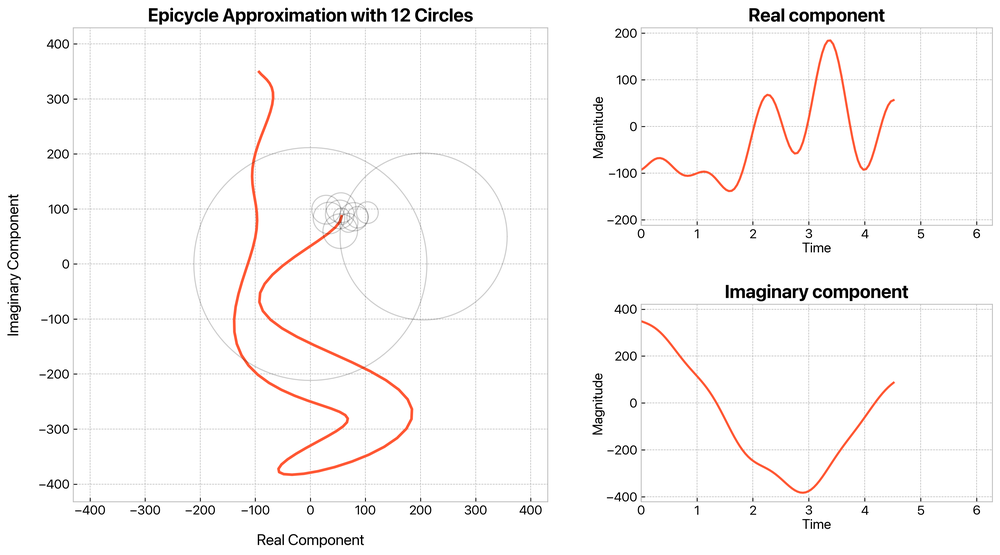 Epicycle Approximation with 12 Circles
400
300
200
100
0
−100
−200
−300
−400
Imaginary Component
−400 −300 −200 −100 0 100 200 300 400
Real Component
Real component
200
100
0
−100
−200
Magnitude
0 1 2 3 4 5 6
Time
Imaginary component
400
200
0
−200
−400
Magnitude
0 1 2 3 4 5 6
Time